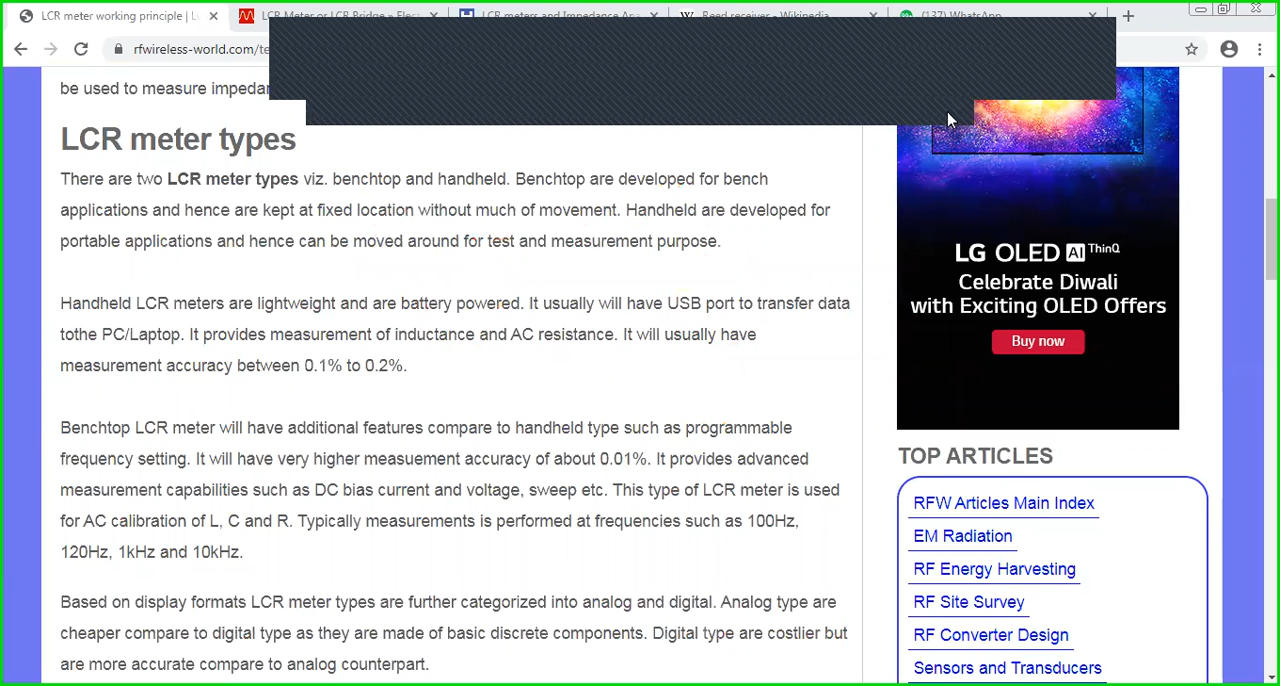 LCR meter working principle | L
LCR Meter or LCR Bridge » Elec
LCR meters and Impedance An
Reed receiver - Wikipedia
(137) WhatsApp
rfwireless-world.com/te
be used to measure
LCR meter types
There are two LCR meter types viz. benchtop and handheld. Benchtop are developed for bench
applications and hence are kept at fixed location without much of movement. Handheld are developed for
portable applications and hence can be moved around for test and measurement purpose.
Handheld LCR meters are lightweight and are battery powered. It usually will have USB port to transfer data
tothe PC/Laptop. It provides measurement of inductance and AC resistance. It will usually have
measurement accuracy between 0.1% to 0.2%.
Benchtop LCR meter will have additional features compare to handheld type such as programmable
frequency setting. It will have very higher measuement accuracy of about 0.01%. It provides advanced
measurement capabilities such as DC bias current and voltage, sweep etc. This type of LCR meter is used
for AC calibration of L, C and R. Typically measurements is performed at frequencies such as 100Hz,
120Hz, 1kHz and 10kHz.
Based on display formats LCR meter types are further categorized into analog and digital. Analog type are
cheaper compare to digital type as they are made of basic discrete components. Digital type are costlier but
are more accurate compare to analog counterpart.
LG OLED AI ThinQ
Celebrate Diwali
with Exciting OLED Offers
Buy now
TOP ARTICLES
RFW Articles Main Index
EM Radiation
RF Energy Harvesting
RF Site Survey
RF Converter Design
Sensors and Transducers